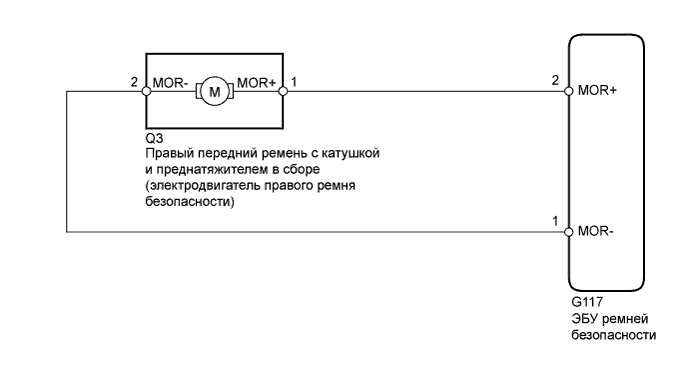 2 MOR- M MOR+ 1
2 MOR+
Q3
Правый передний ремень с катушкой
и преднатяжителем в сборе
(электродвигатель правого ремня
безопасности)
1 MOR-
G117
ЭБУ ремней
безопасности